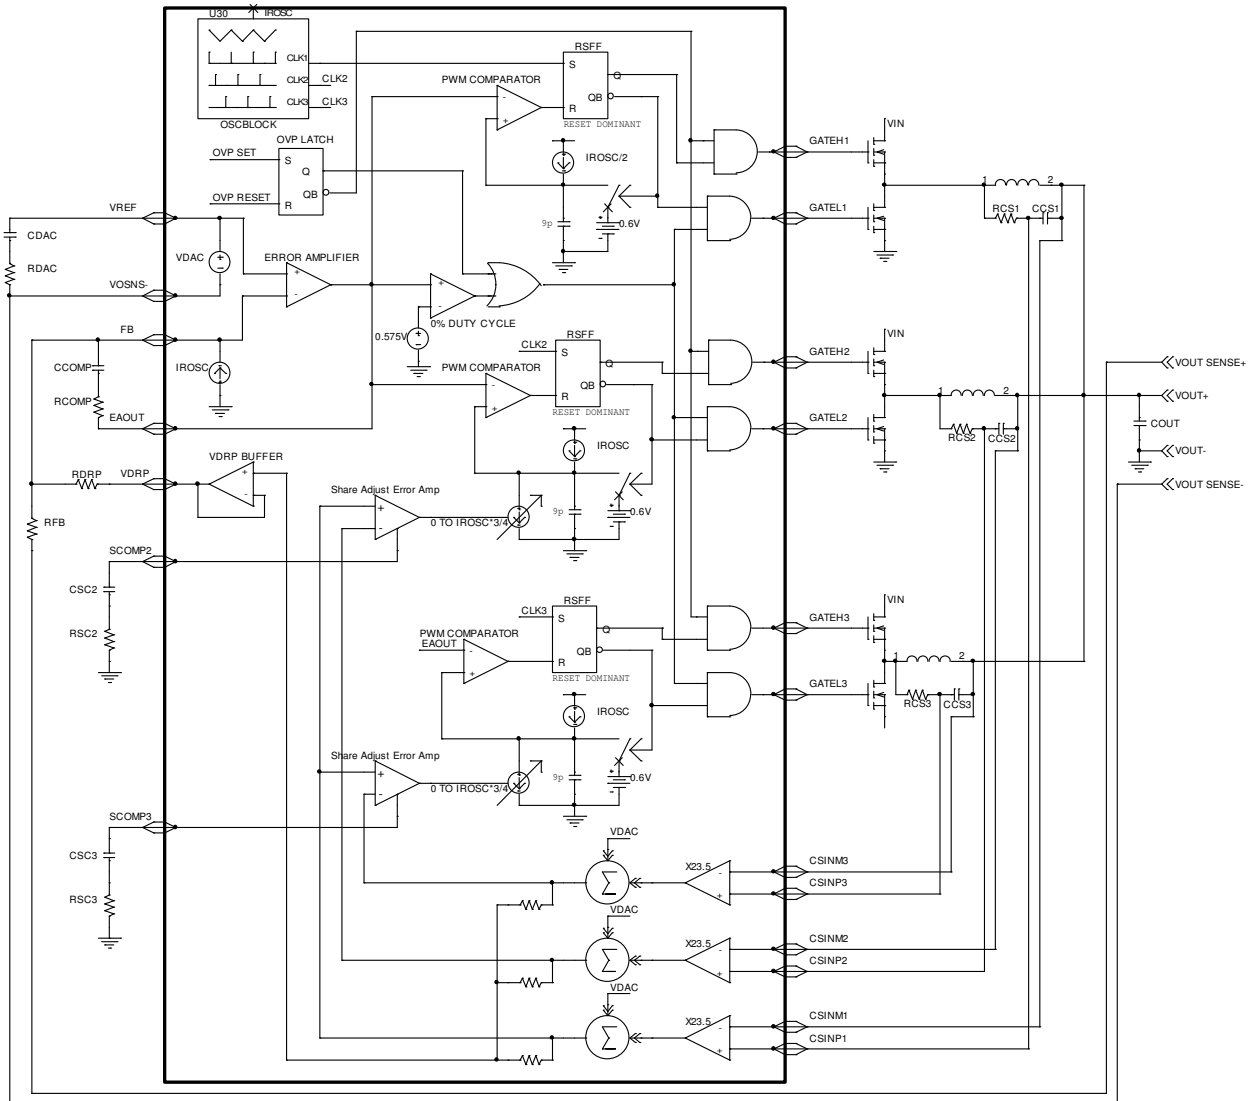 U30
IROSC
CLK1
CLK2
CLK2
CLK3
CLK3
OSCBLOCK
RSFF
S
Q
QB
R
RESET DOMINANT
PWM COMPARATOR
-
+
OVP LATCH
OVP SET
S
Q
QB
OVP RESET
R
IROSC/2
9p
0.6V
GATEH1
VIN
1
2
RCS1
CCS1
GATEL1
VREF
CDAC
RDAC
VDAC
VOSNS-
ERROR AMPLIFIER
+
-
+
-
0% DUTY CYCLE
0.575V
FB
CCOMP
RCOMP
IROSC
EAOUT
CLK2
RSFF
S
Q
QB
R
RESET DOMINANT
PWM COMPARATOR
-
+
IROSC
9p
0.6V
GATEH2
VIN
1
2
RCS2
CCS2
GATEL2
VOUT SENSE+
VOUT+
COUT
VOUT-
VOUT SENSE-
VDRP BUFFER
+
-
RDRP
VDRP
RFB
Share Adjust Error Amp
+
-
0 TO IROSC*3/4
SCOMP2
CSC2
RSC2
CLK3
RSFF
S
Q
QB
R
RESET DOMINANT
PWM COMPARATOR
EAOUT
-
+
IROSC
9p
0.6V
GATEH3
VIN
1
2
RCS3
CCS3
GATEL3
Share Adjust Error Amp
+
-
0 TO IROSC*3/4
SCOMP3
CSC3
RSC3
VDAC
Σ
X23.5
-
+
CSINM3
CSINP3
VDAC
Σ
X23.5
-
+
CSINM2
CSINP2
VDAC
Σ
X23.5
-
+
CSINM1
CSINP1